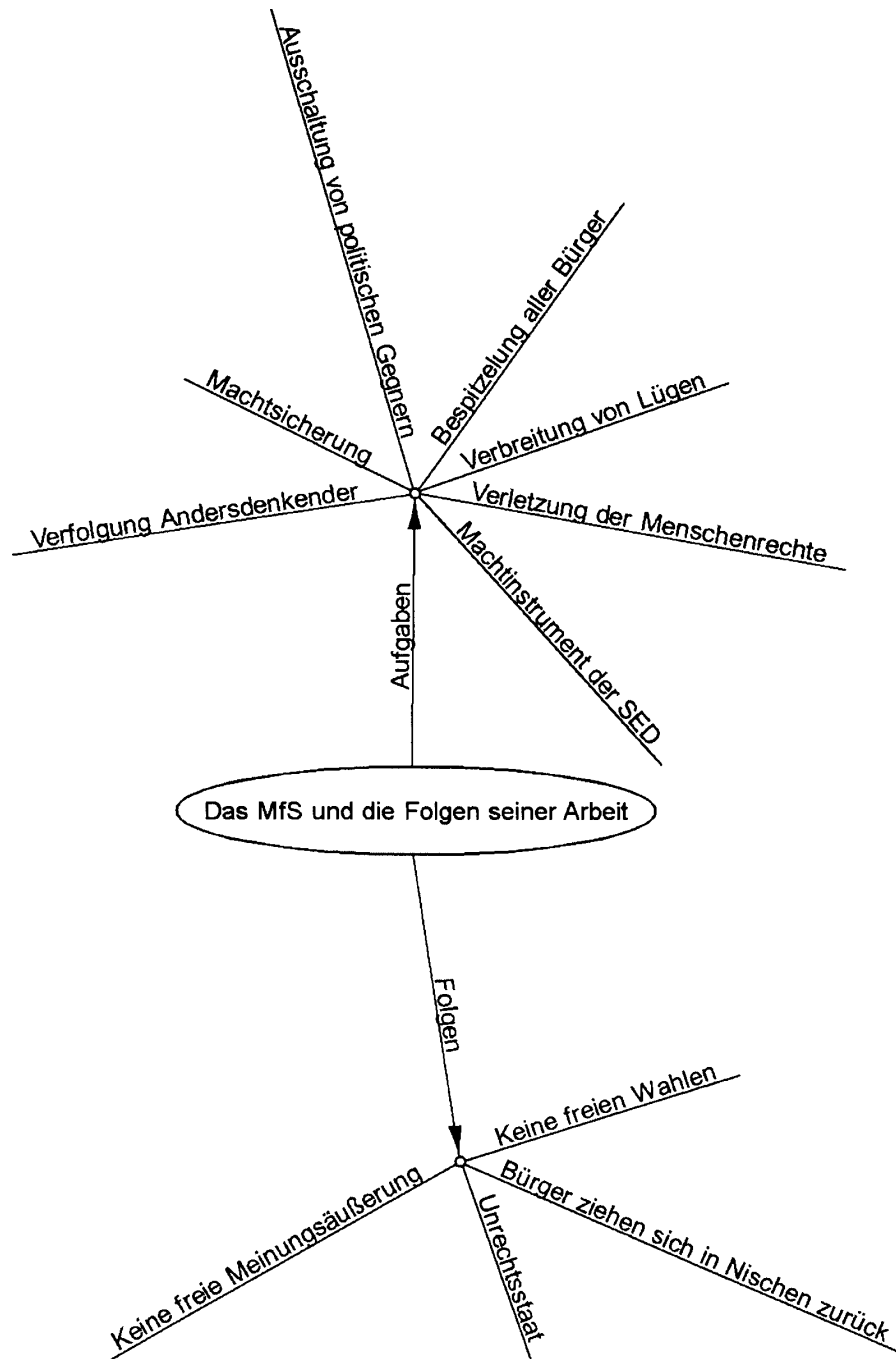 Ausschaltung von politischen Gegnern
Bespitzelung aller Bürger
Machtsicherung
Verbreitung von Lügen
Verfolgung Andersdenkender
Verletzung der Menschenrechte
Machtinstrument der SED
Aufgaben
Das MfS und die Folgen seiner Arbeit
Folgen
Keine freien Wahlen
Bürger ziehen sich in Nischen zurück
Unrechtsstaat
Keine freie Meinungsäußerung